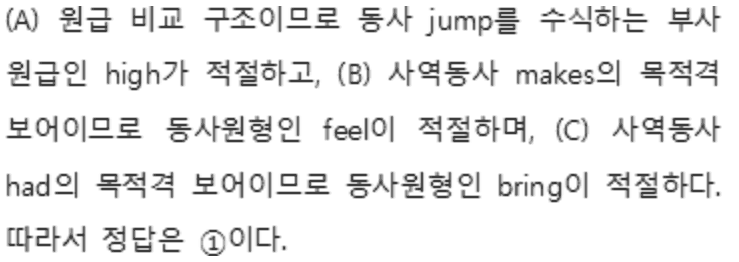 (A) 원급 비교 구조이므로 동사 jump를 수식하는 부사
원급인 high가 적절하고, (B) 사역동사 makes의 목적격
보어이므로 동사원형인 feel이 적절하며, (C) 사역동사
had의 목적격 보어이므로 동사원형인 bring이 적절하다.
따라서 정답은 ①이다.